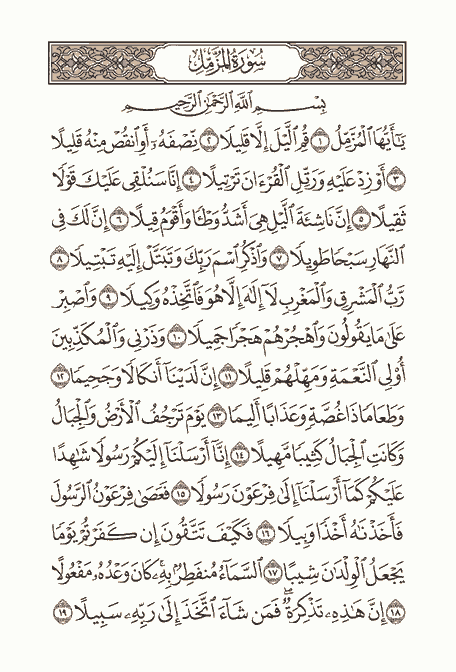 سُورَةُ المُزَّمِّل
بِسْمِ ٱللَّهِ ٱلرَّحْمَٰنِ ٱلرَّحِيمِ
يَٰٓأَيُّهَا ٱلْمُزَّمِّلُ ١ قُمِ ٱلَّيْلَ إِلَّا قَلِيلًا ٢ نِّصْفَهُۥٓ أَوِ ٱنقُصْ مِنْهُ قَلِيلًا
٣ أَوْ زِدْ عَلَيْهِ وَرَتِّلِ ٱلْقُرْءَانَ تَرْتِيلًا ٤ إِنَّا سَنُلْقِى عَلَيْكَ قَوْلًا
ثَقِيلًا ٥ إِنَّ نَاشِئَةَ ٱلَّيْلِ هِىَ أَشَدُّ وَطْـًٔا وَأَقْوَمُ قِيلًا ٦ إِنَّ لَكَ فِى
ٱلنَّهَارِ سَبْحًا طَوِيلًا ٧ وَٱذْكُرِ ٱسْمَ رَبِّكَ وَتَبَتَّلْ إِلَيْهِ تَبْتِيلًا ٨
رَّبُّ ٱلْمَشْرِقِ وَٱلْمَغْرِبِ لَآ إِلَٰهَ إِلَّا هُوَ فَٱتَّخِذْهُ وَكِيلًا ٩ وَٱصْبِرْ
عَلَىٰ مَا يَقُولُونَ وَٱهْجُرْهُمْ هَجْرًا جَمِيلًا ١٠ وَذَرْنِى وَٱلْمُكَذِّبِينَ
أُو۟لِى ٱلنَّعْمَةِ وَمَهِّلْهُمْ قَلِيلًا ١١ إِنَّ لَدَيْنَآ أَنكَالًا وَجَحِيمًا ١٢
وَطَعَامًا ذَا غُصَّةٍ وَعَذَابًا أَلِيمًا ١٣ يَوْمَ تَرْجُفُ ٱلْأَرْضُ وَٱلْجِبَالُ
وَكَانَتِ ٱلْجِبَالُ كَثِيبًا مَّهِيلًا ١٤ إِنَّآ أَرْسَلْنَآ إِلَيْكُمْ رَسُولًا شَٰهِدًا
عَلَيْكُمْ كَمَآ أَرْسَلْنَآ إِلَىٰ فِرْعَوْنَ رَسُولًا ١٥ فَعَصَىٰ فِرْعَوْنُ ٱلرَّسُولَ
فَأَخَذْنَٰهُ أَخْذًا وَبِيلًا ١٦ فَكَيْفَ تَتَّقُونَ إِن كَفَرْتُمْ يَوْمًا
يَجْعَلُ ٱلْوِلْدَٰنَ شِيبًا ١٧ ٱلسَّمَآءُ مُنفَطِرٌۢ بِهِۦ ۚ كَانَ وَعْدُهُۥ مَفْعُولًا
١٨ إِنَّ هَٰذِهِۦ تَذْكِرَةٌ ۖ فَمَن شَآءَ ٱتَّخَذَ إِلَىٰ رَبِّهِۦ سَبِيلًا ١٩